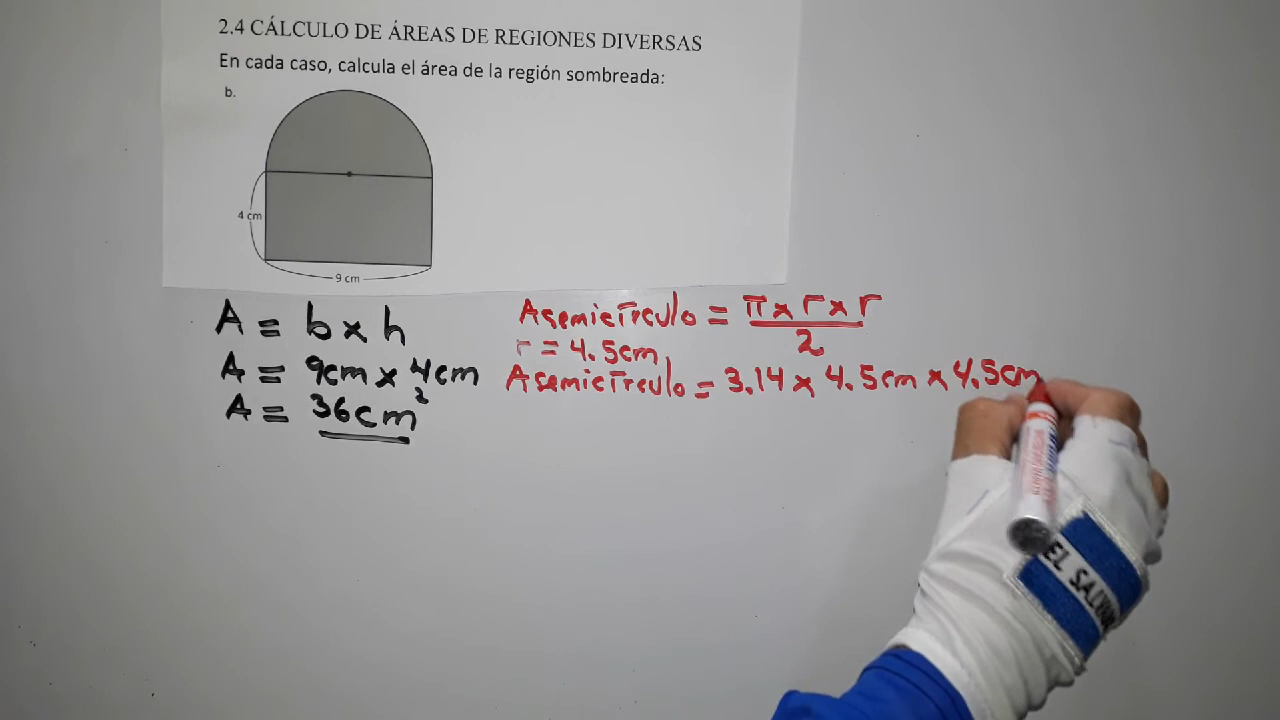 2.4 CÁLCULO DE ÁREAS DE REGIONES DIVERSAS
En cada caso, calcula el área de la región sombreada:
b.
4 cm
9 cm
A = b x h
A = 9cm x 4cm
A = 36cm²
Asemicírculo = π x r x r
2
r = 4.5cm
Asemicírculo = 3.14 x 4.5cm x 4.5cm
EL SALVA